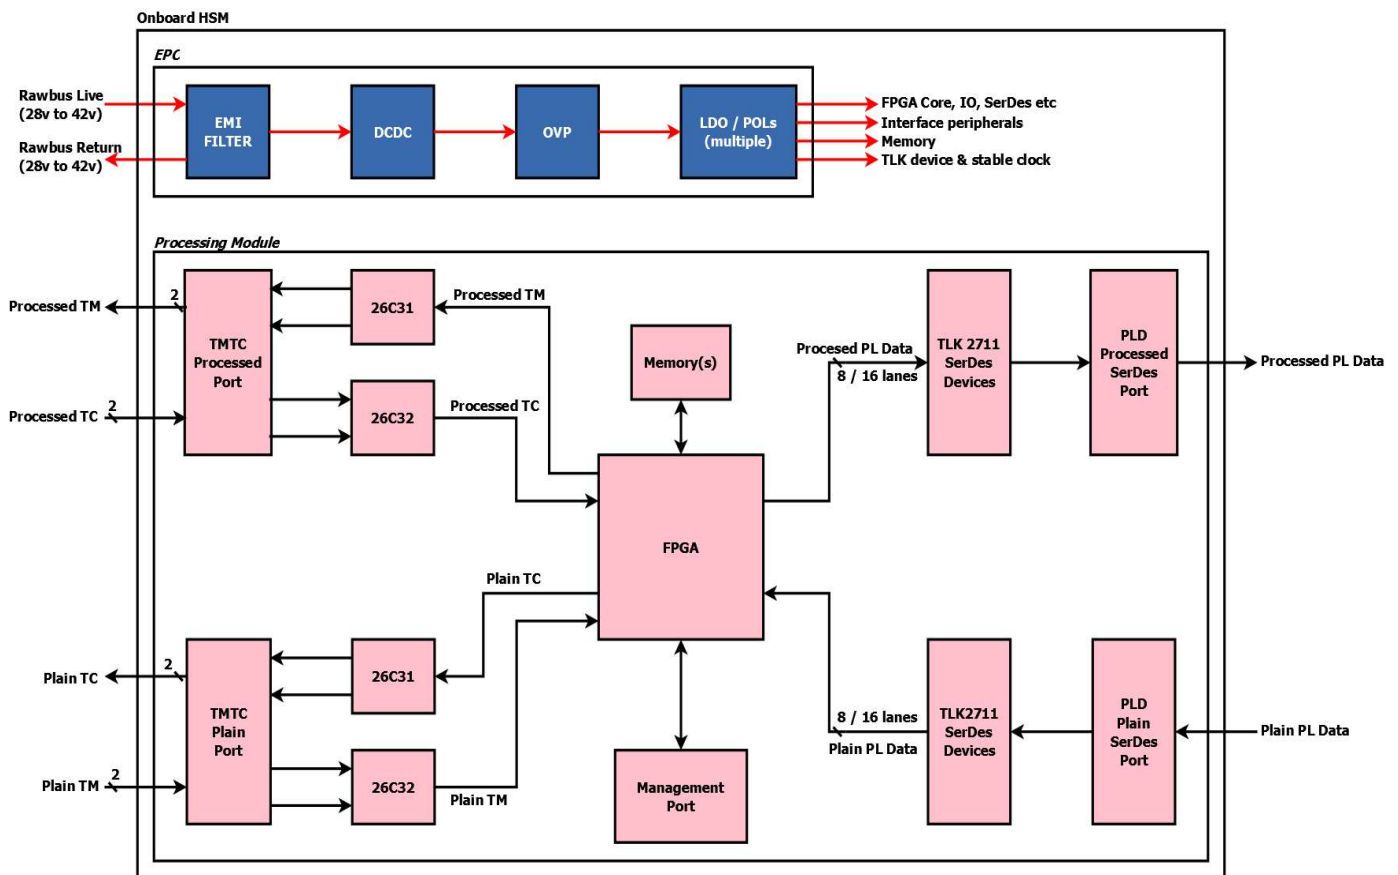 Onboard HSM
EPC
Rawbus Live
(28v to 42v)
Rawbus Return
(28v to 42v)
EMI
FILTER
DCDC
OVP
LDO / POLs
(multiple)
FPGA Core, IO, SerDes etc
Interface peripherals
Memory
TLK device & stable clock
Processing Module
Processed TM
2
TMTC
Processed
Port
26C31
Processed TM
Processed TC
2
26C32
Processed TC
Memory(s)
Procesed PL Data
8 / 16 lanes
TLK 2711
SerDes
Devices
PLD
Processed
SerDes
Port
Processed PL Data
FPGA
Plain TC
2
TMTC
Plain
Port
26C31
Plain TC
Plain TM
2
26C32
Plain TM
Management
Port
8 / 16 lanes
Plain PL Data
TLK2711
SerDes
Devices
PLD
Plain
SerDes
Port
Plain PL Data